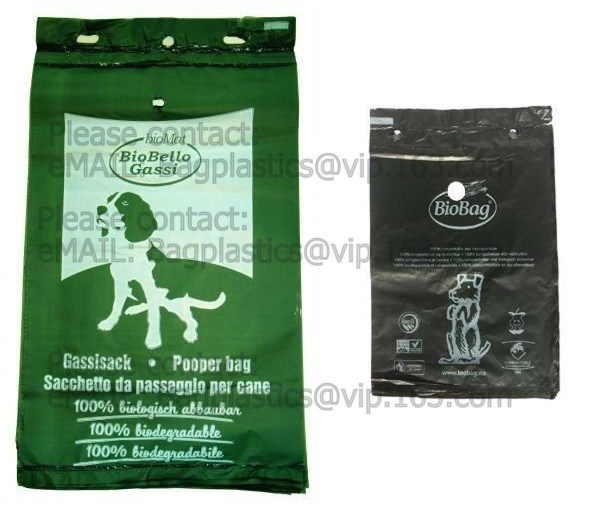 Please contact:
eMAIL: Bagplastics@vip.163.com
bioMat
BioBello
Gassi
Please contact:
eMAIL: Bagplastics@vip.163.com
Gassisack • Pooper bag
Sacchetto da passeggio per cane
100% biologisch abbaubar
100% biodegradable
100% biodegradabile
Please contact:
eMAIL: Bagplastics@vip.163.com
BioBag
www.biobag.no